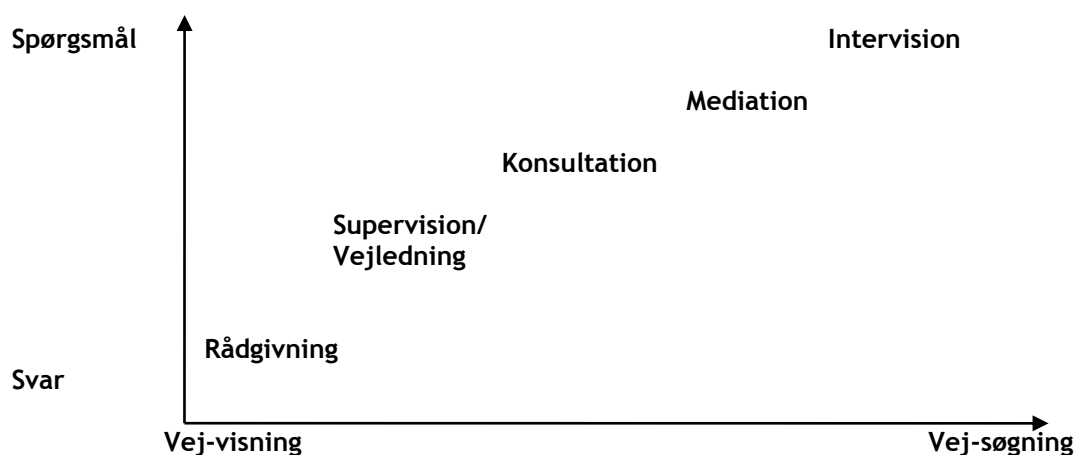 Spørgsmål
Intervision
Mediation
Konsultation
Supervision/
Vejledning
Rådgivning
Svar
Vej-visning
Vej-søgning